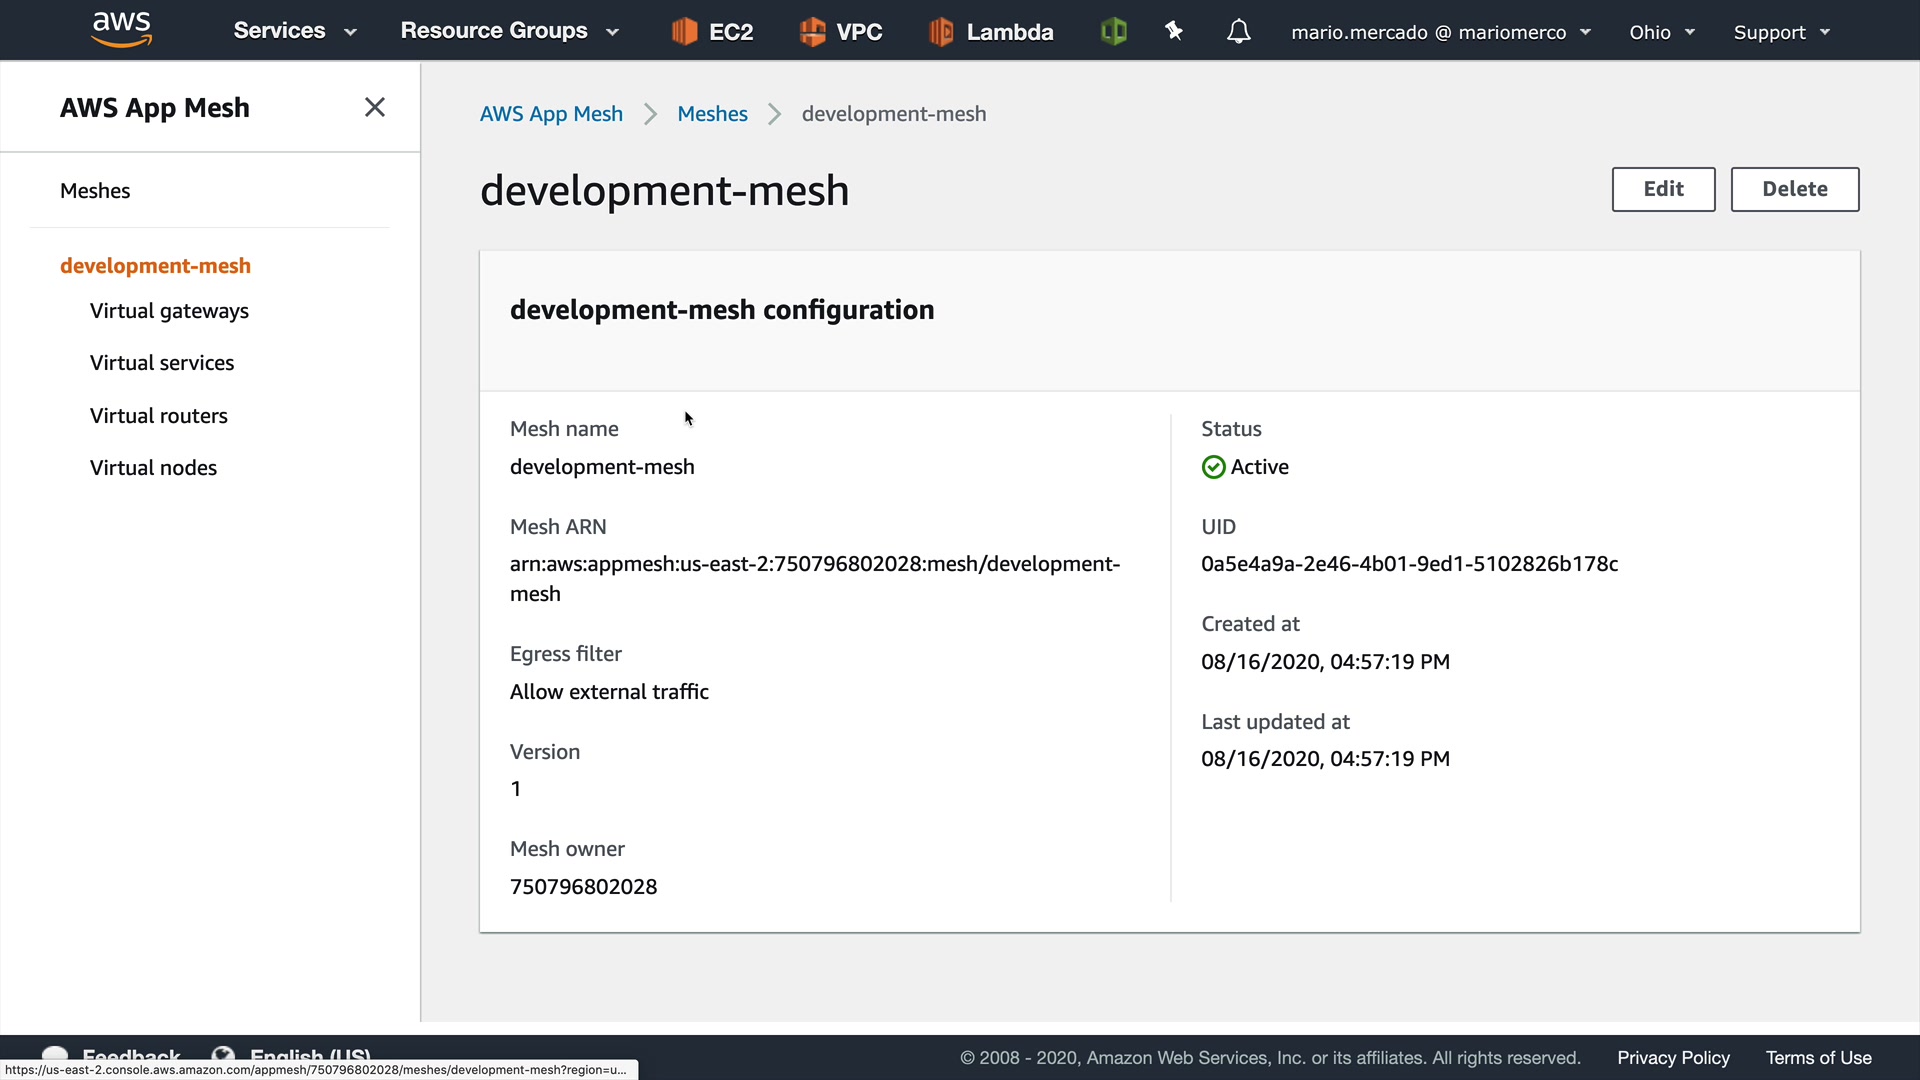 aws Services Resource Groups EC2 VPC Lambda mario.mercado @ mariomerco Ohio Support
AWS App Mesh
Meshes
development-mesh
Virtual gateways
Virtual services
Virtual routers
Virtual nodes
AWS App Mesh Meshes development-mesh
development-mesh
Edit Delete
development-mesh configuration
Mesh name
development-mesh
Mesh ARN
arn:aws:appmesh:us-east-2:750796802028:mesh/development-
mesh
Egress filter
Allow external traffic
Version
1
Mesh owner
750796802028
Status
Active
UID
0a5e4a9a-2e46-4b01-9ed1-5102826b178c
Created at
08/16/2020, 04:57:19 PM
Last updated at
08/16/2020, 04:57:19 PM
Feedback English (US) © 2008 - 2020, Amazon Web Services, Inc. or its affiliates. All rights reserved. Privacy Policy Terms of Use
https://us-east-2.console.aws.amazon.com/appmesh/750796802028/meshes/development-mesh?region=u...